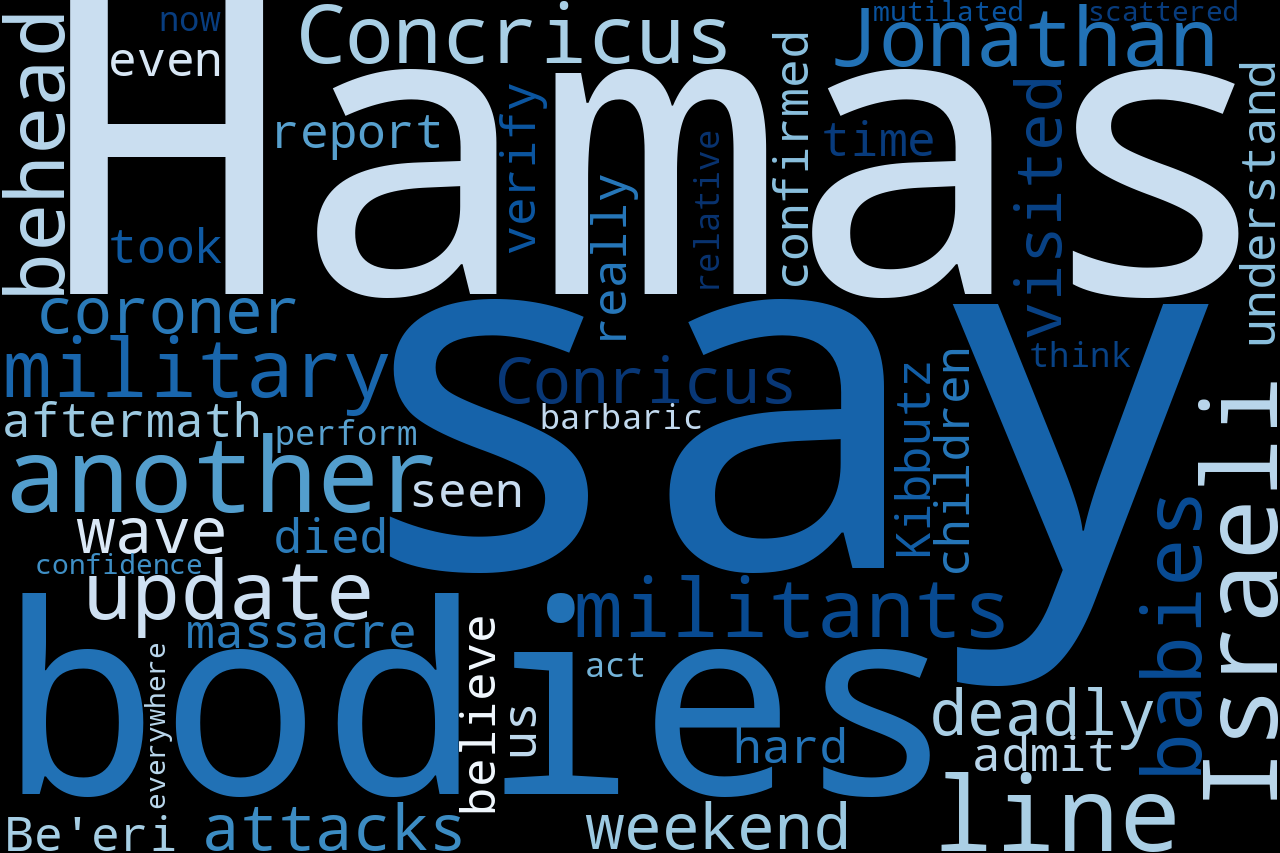 now
mutilated
scattered
Concricus
Jonathan
behead
even
Hamas
report
verify
confirmed
time
visited
understand
relative
really
took
coroner
say
military
Conricus
think
children
Kibbutz
aftermath
barbaric
perform
another
seen
Israeli
wave
died
babies
confidence
update
militants
massacre
bodies
everywhere
believe
us
act
deadly
hard
admit
line
Be'eri
attacks
weekend